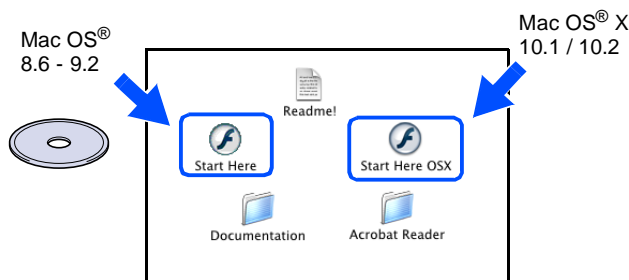 Mac OS® X
10.1 / 10.2
Mac OS®
8.6 - 9.2
Readme!
Start Here
Start Here OSX
Documentation
Acrobat Reader